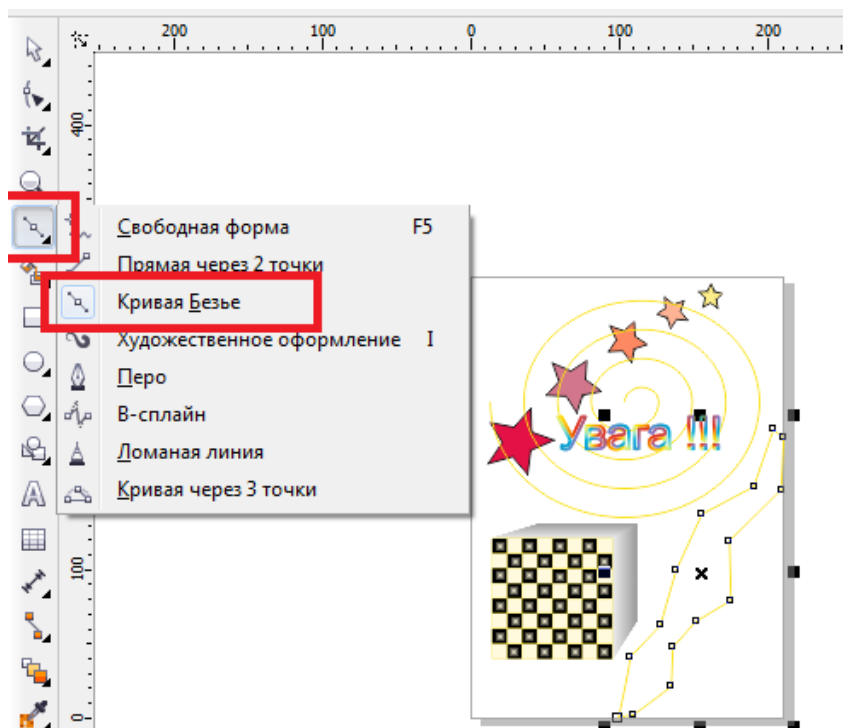 200 100 0 100 200
400
Свободная форма F5
Прямая через 2 точки
Кривая Безье
Художественное оформление I
Перо
В-сплайн
Ломаная линия
Кривая через 3 точки
Увага !!!
100
0